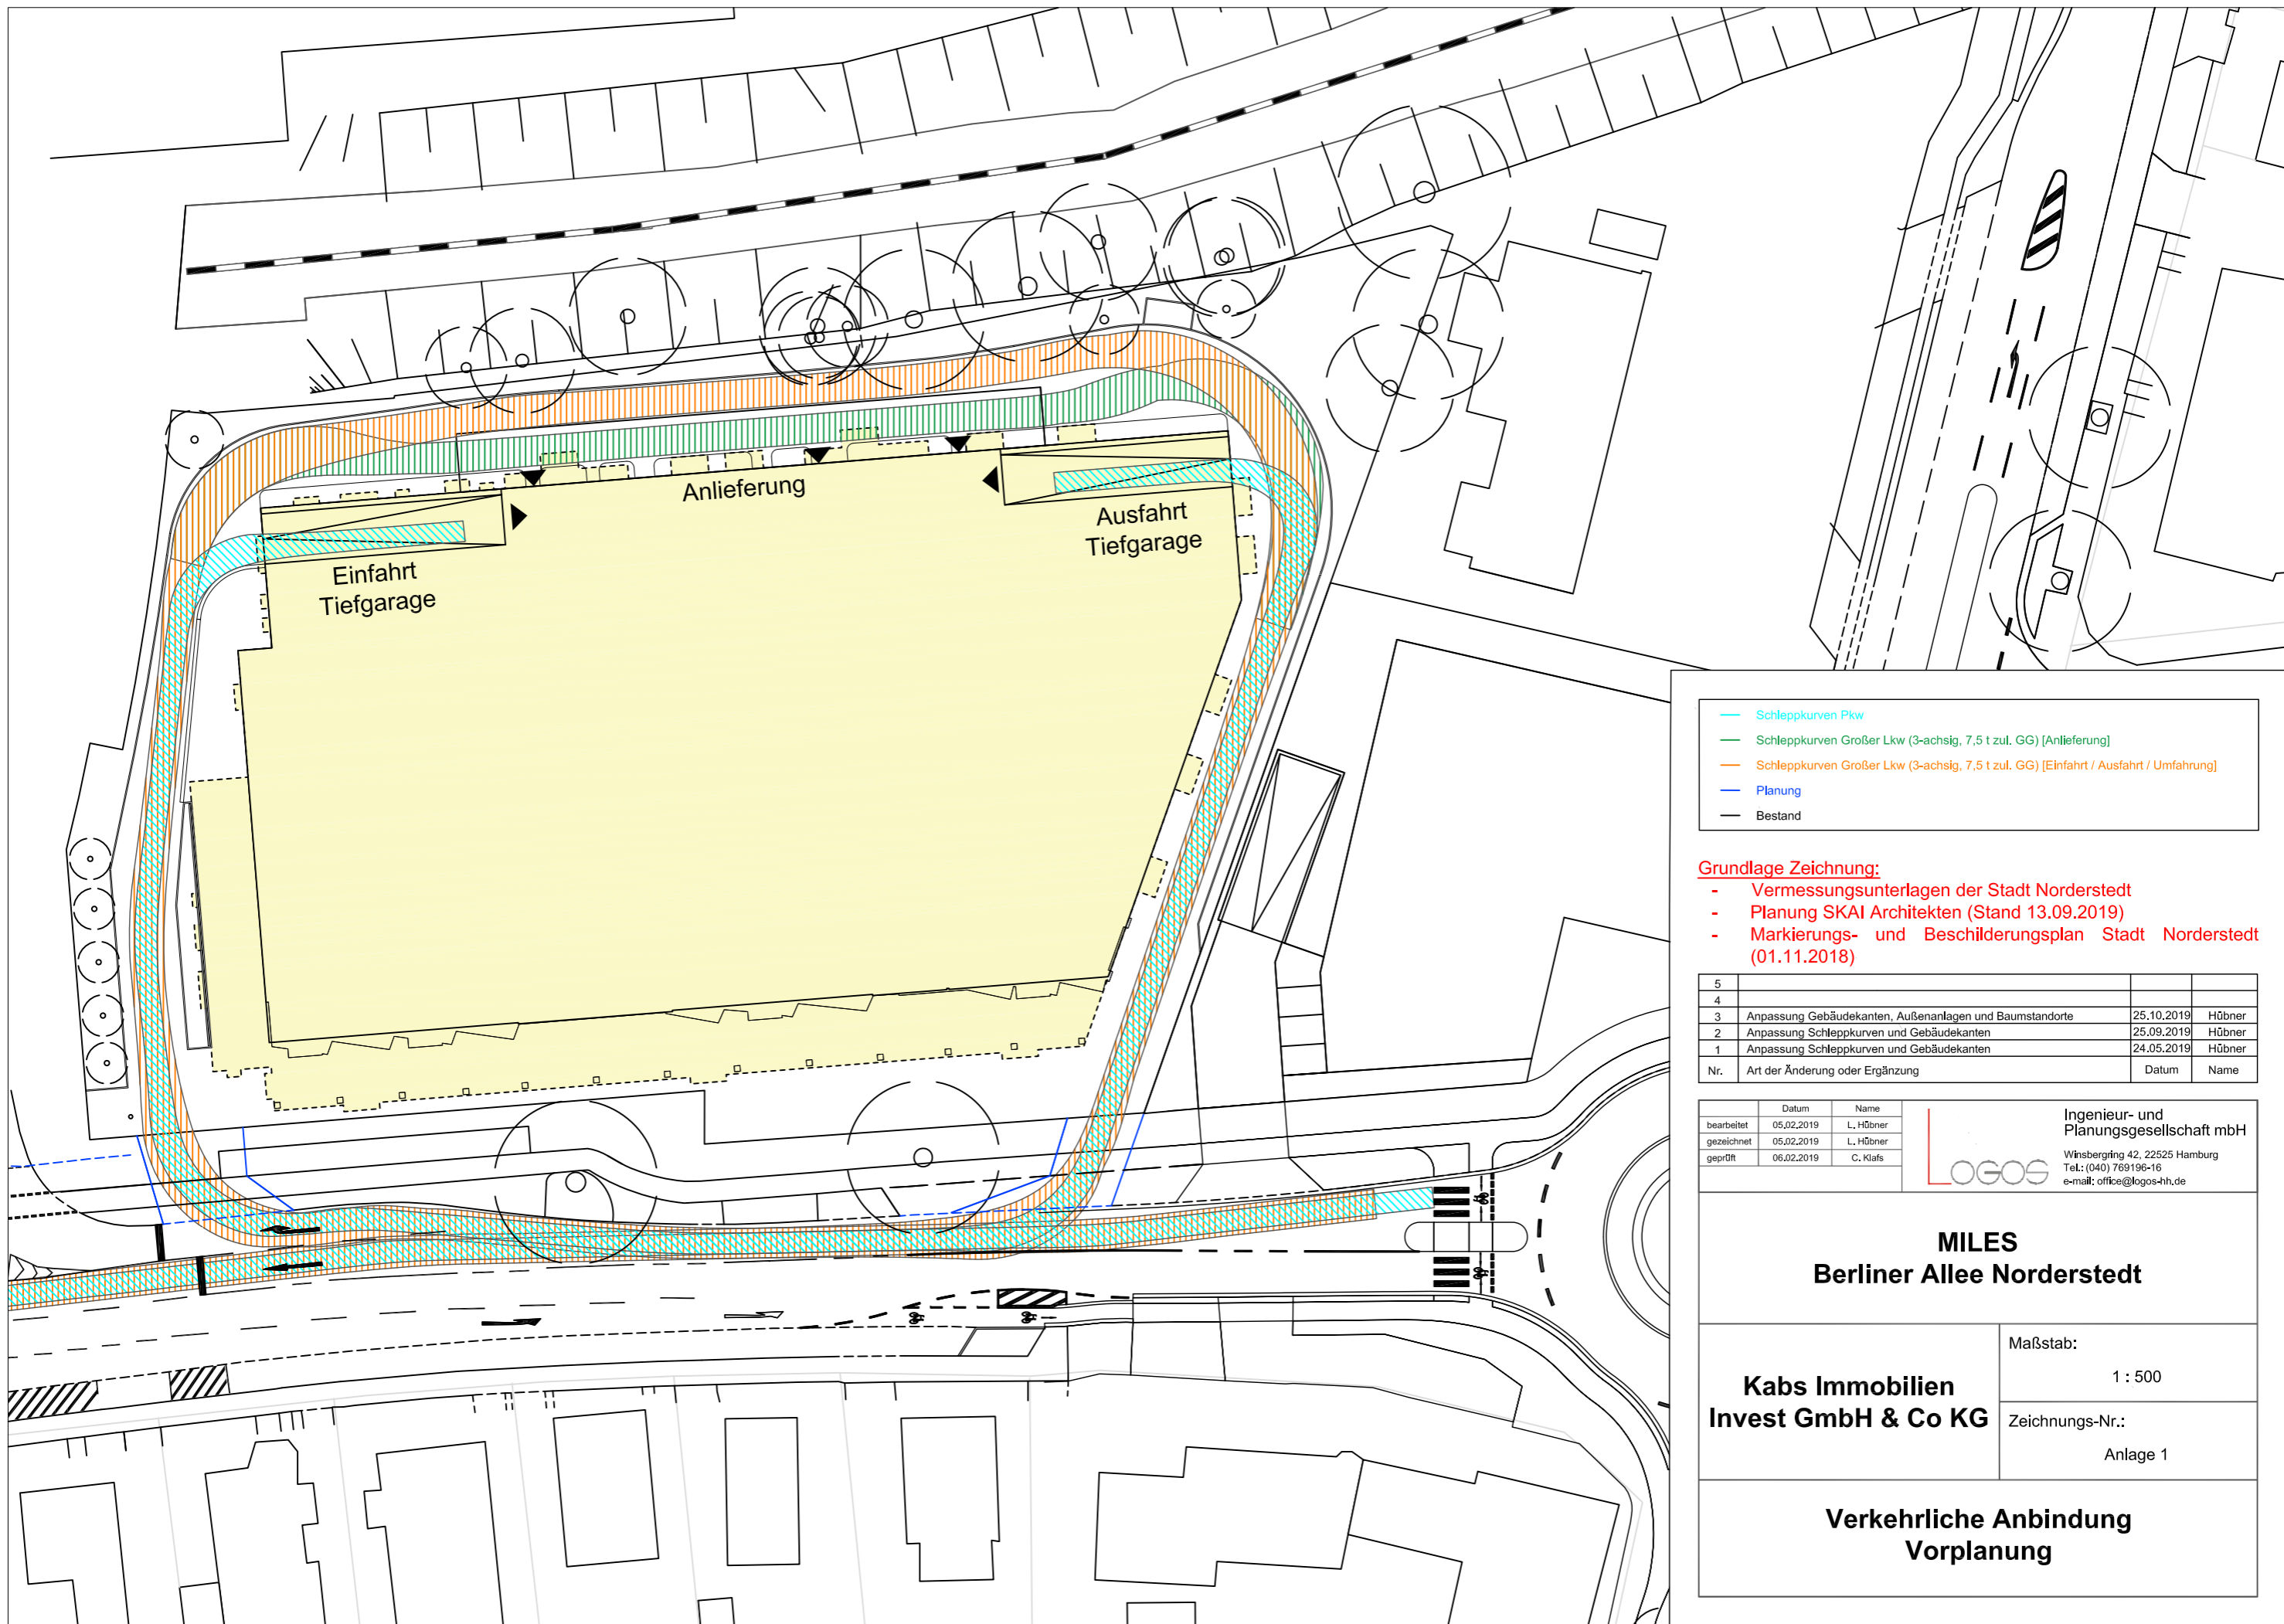 Anlieferung
Ausfahrt
Tiefgarage
Einfahrt
Tiefgarage
Schleppkurven Pkw
Schleppkurven Großer Lkw (3-achsig, 7,5 t zul. GG) [Anlieferung]
Schleppkurven Großer Lkw (3-achsig, 7,5 t zul. GG) [Einfahrt / Ausfahrt / Umfahrung]
Planung
Bestand
Grundlage Zeichnung:
- Vermessungsunterlagen der Stadt Norderstedt
- Planung SKAI Architekten (Stand 13.09.2019)
- Markierungs- und Beschilderungsplan Stadt Norderstedt
(01.11.2018)
5
4
3 Anpassung Gebäudekanten, Außenanlagen und Baumstandorte 25.10.2019 Hübner
2 Anpassung Schleppkurven und Gebäudekanten 25.09.2019 Hübner
1 Anpassung Schleppkurven und Gebäudekanten 24.05.2019 Hübner
Nr. Art der Änderung oder Ergänzung Datum Name
Datum Name
bearbeitet 05.02.2019 L. Hübner
gezeichnet 05.02.2019 L. Hübner
geprüft 06.02.2019 C. Klafs
LOGOS
Ingenieur- und
Planungsgesellschaft mbH
Winsbergring 42, 22525 Hamburg
Tel.: (040) 769196-16
e-mail: office@logos-hh.de
MILES
Berliner Allee Norderstedt
Kabs Immobilien
Invest GmbH & Co KG
Maßstab:
1 : 500
Zeichnungs-Nr.:
Anlage 1
Verkehrliche Anbindung
Vorplanung